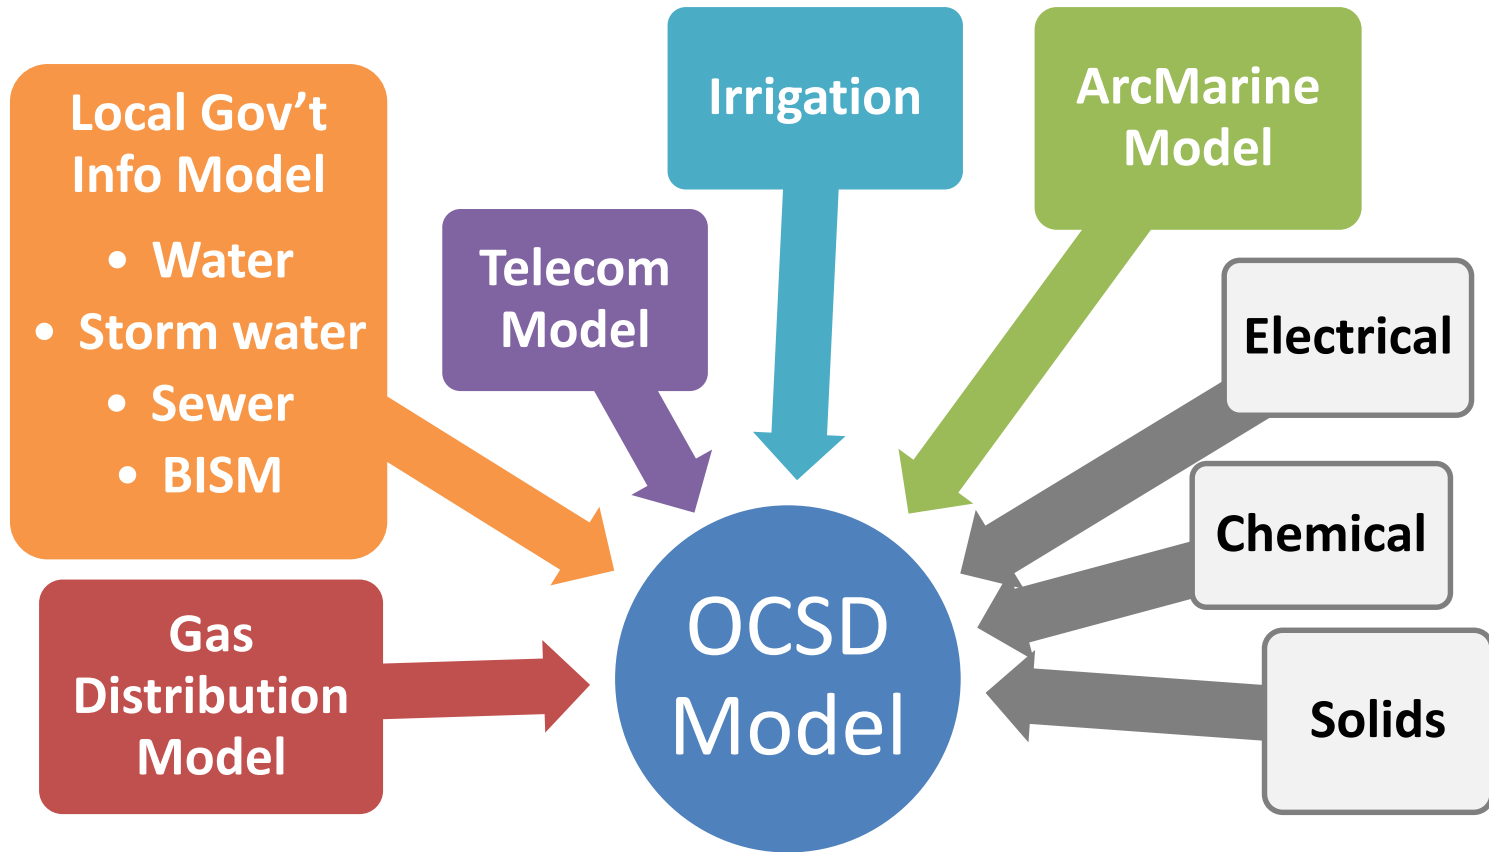 Local Gov’t
Info Model
• Water
• Storm water
• Sewer
• BISM
Gas
Distribution
Model
Telecom
Model
Irrigation
ArcMarine
Model
Electrical
Chemical
Solids
OCSD
Model